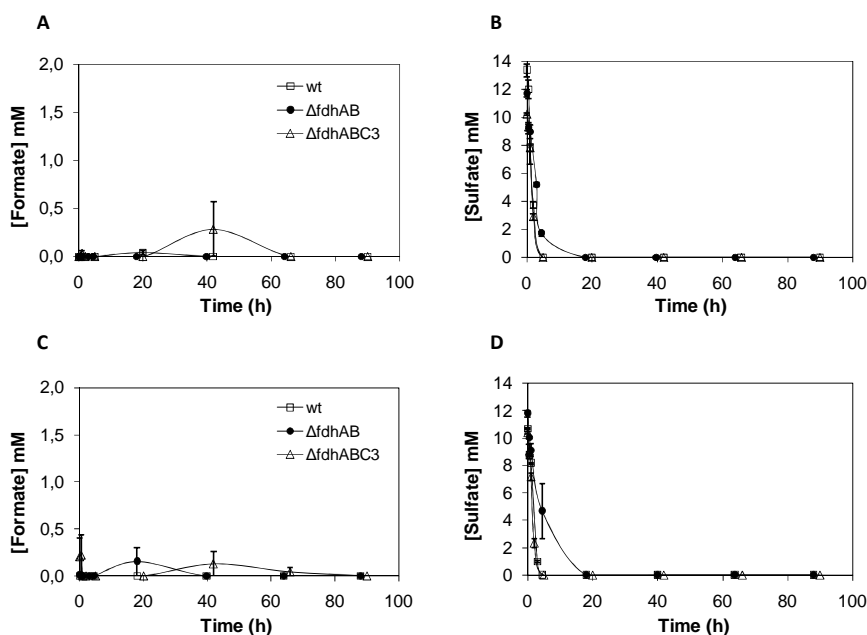 A
[Formate] mM
2,0
1,5
1,0
0,5
0,0
wt
ΔfdhAB
ΔfdhABC3
0 20 40 60 80 100
Time (h)
B
[Sulfate] mM
14
12
10
8
6
4
2
0
0 20 40 60 80 100
Time (h)
C
[Formate] mM
2,0
1,5
1,0
0,5
0,0
wt
ΔfdhAB
ΔfdhABC3
0 20 40 60 80 100
Time (h)
D
[Sulfate] mM
14
12
10
8
6
4
2
0
0 20 40 60 80 100
Time (h)